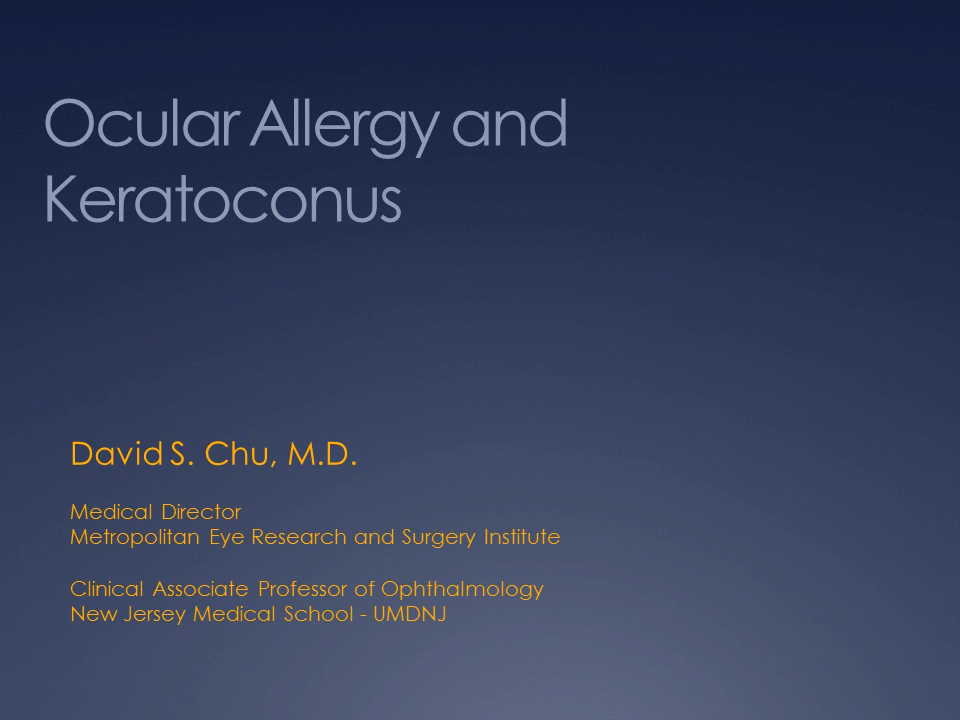 Ocular Allergy and
Keratoconus
David S. Chu, M.D.
Medical Director
Metropolitan Eye Research and Surgery Institute
Clinical Associate Professor of Ophthalmology
New Jersey Medical School - UMDNJ